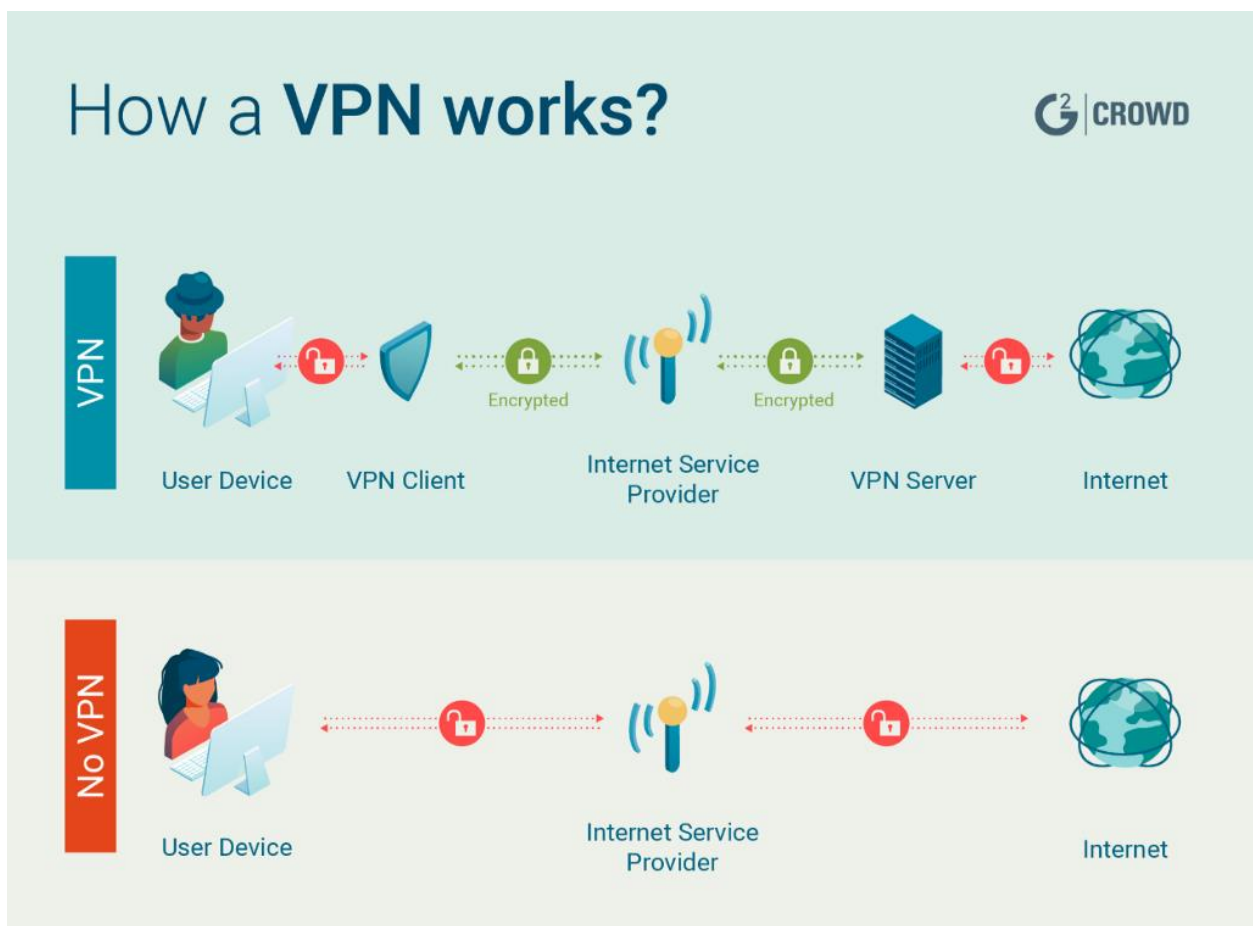 How a VPN works?
G2 | CROWD
VPN
Encrypted
Encrypted
User Device
VPN Client
Internet Service
Provider
VPN Server
Internet
No VPN
User Device
Internet Service
Provider
Internet